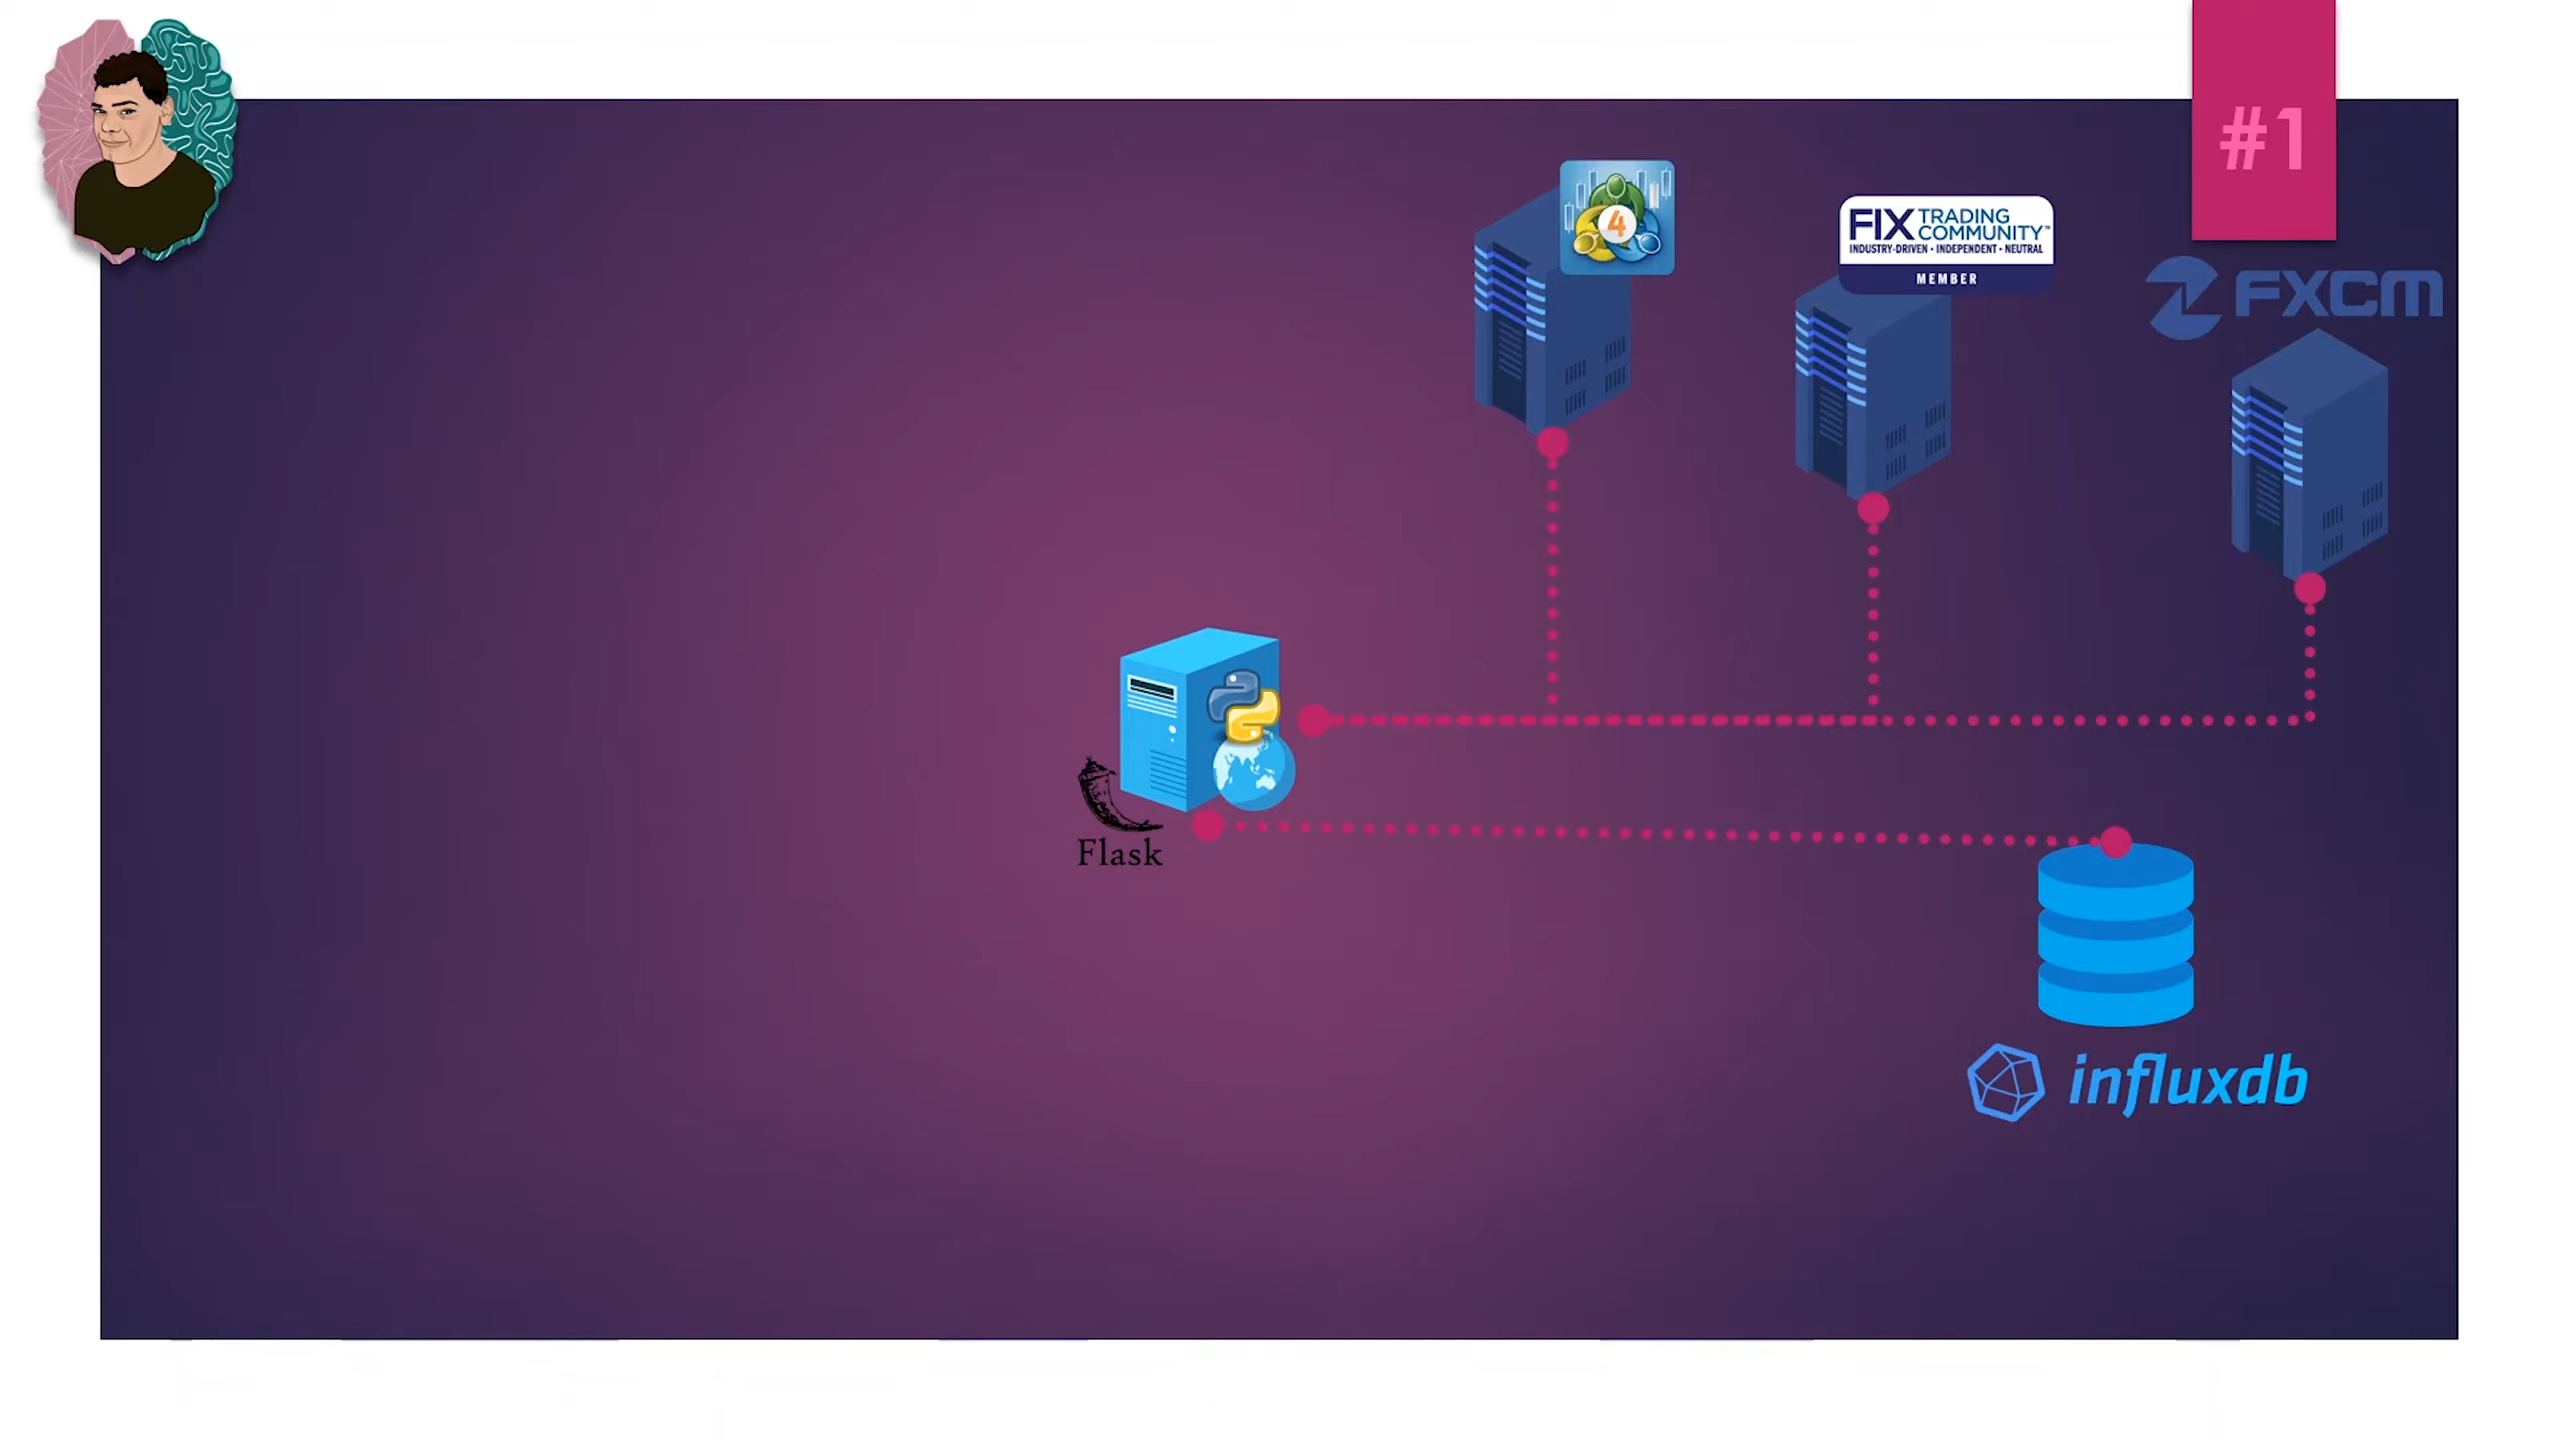 #1
4
FIX TRADING
COMMUNITY™
INDUSTRY-DRIVEN • INDEPENDENT • NEUTRAL
MEMBER
FXCM
Flask
influxdb